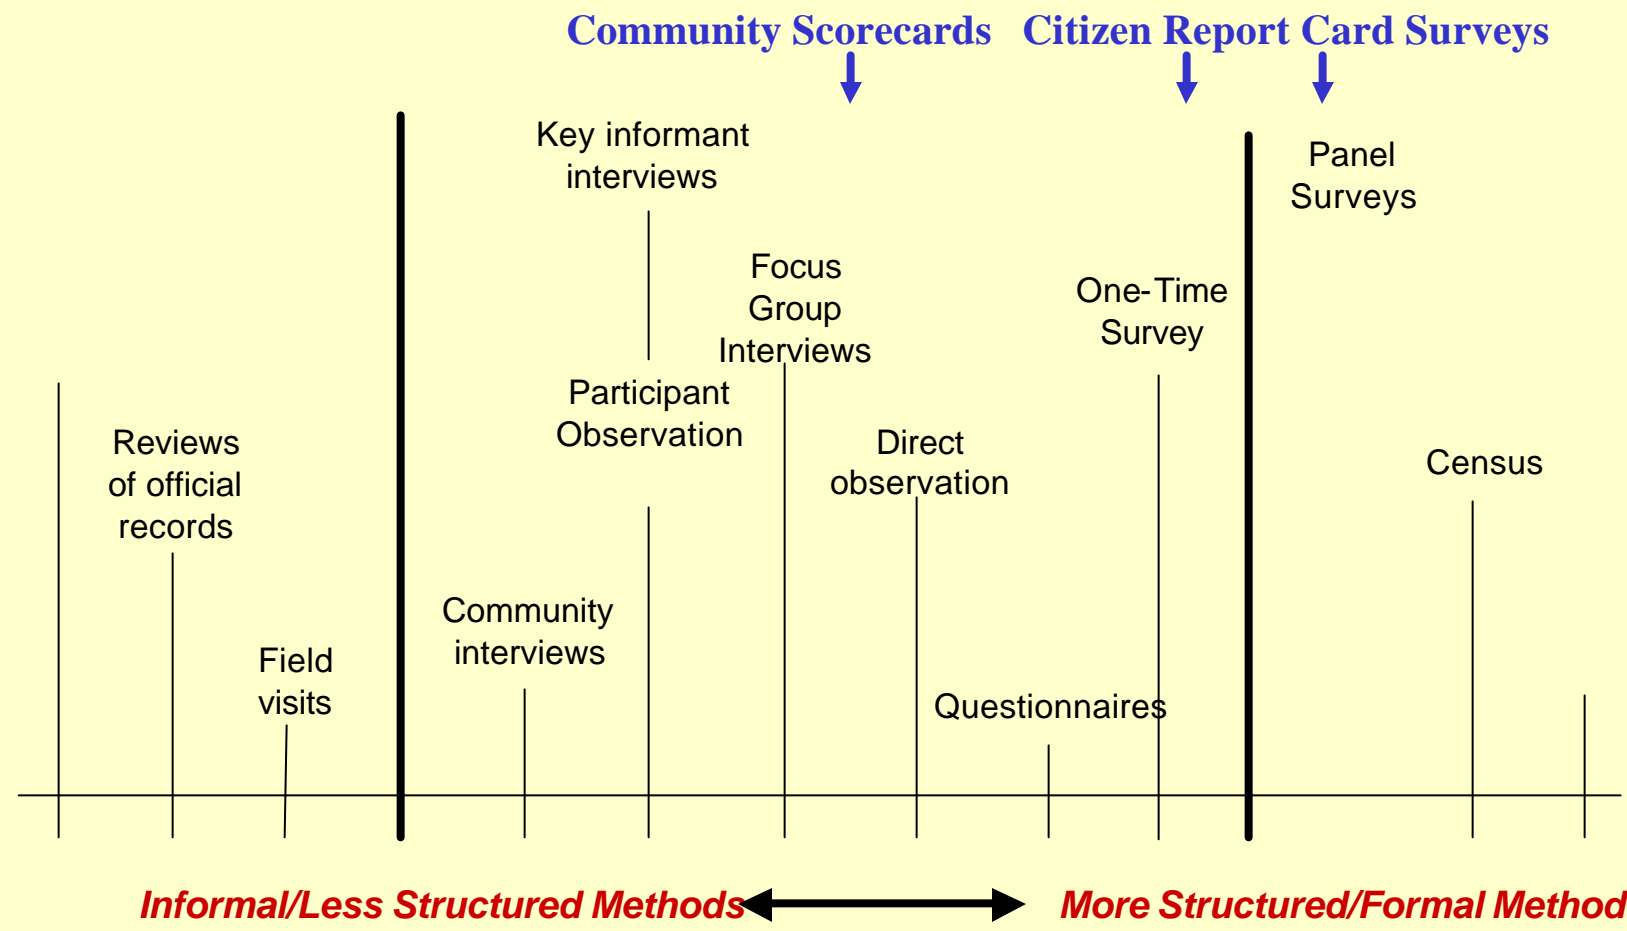 Community Scorecards
Citizen Report Card Surveys
Key informant
interviews
Panel
Surveys
Focus
Group
Interviews
One-Time
Survey
Participant
Observation
Reviews
of official
records
Direct
observation
Census
Community
interviews
Field
visits
Questionnaires
Informal/Less Structured Methods
More Structured/Formal Method